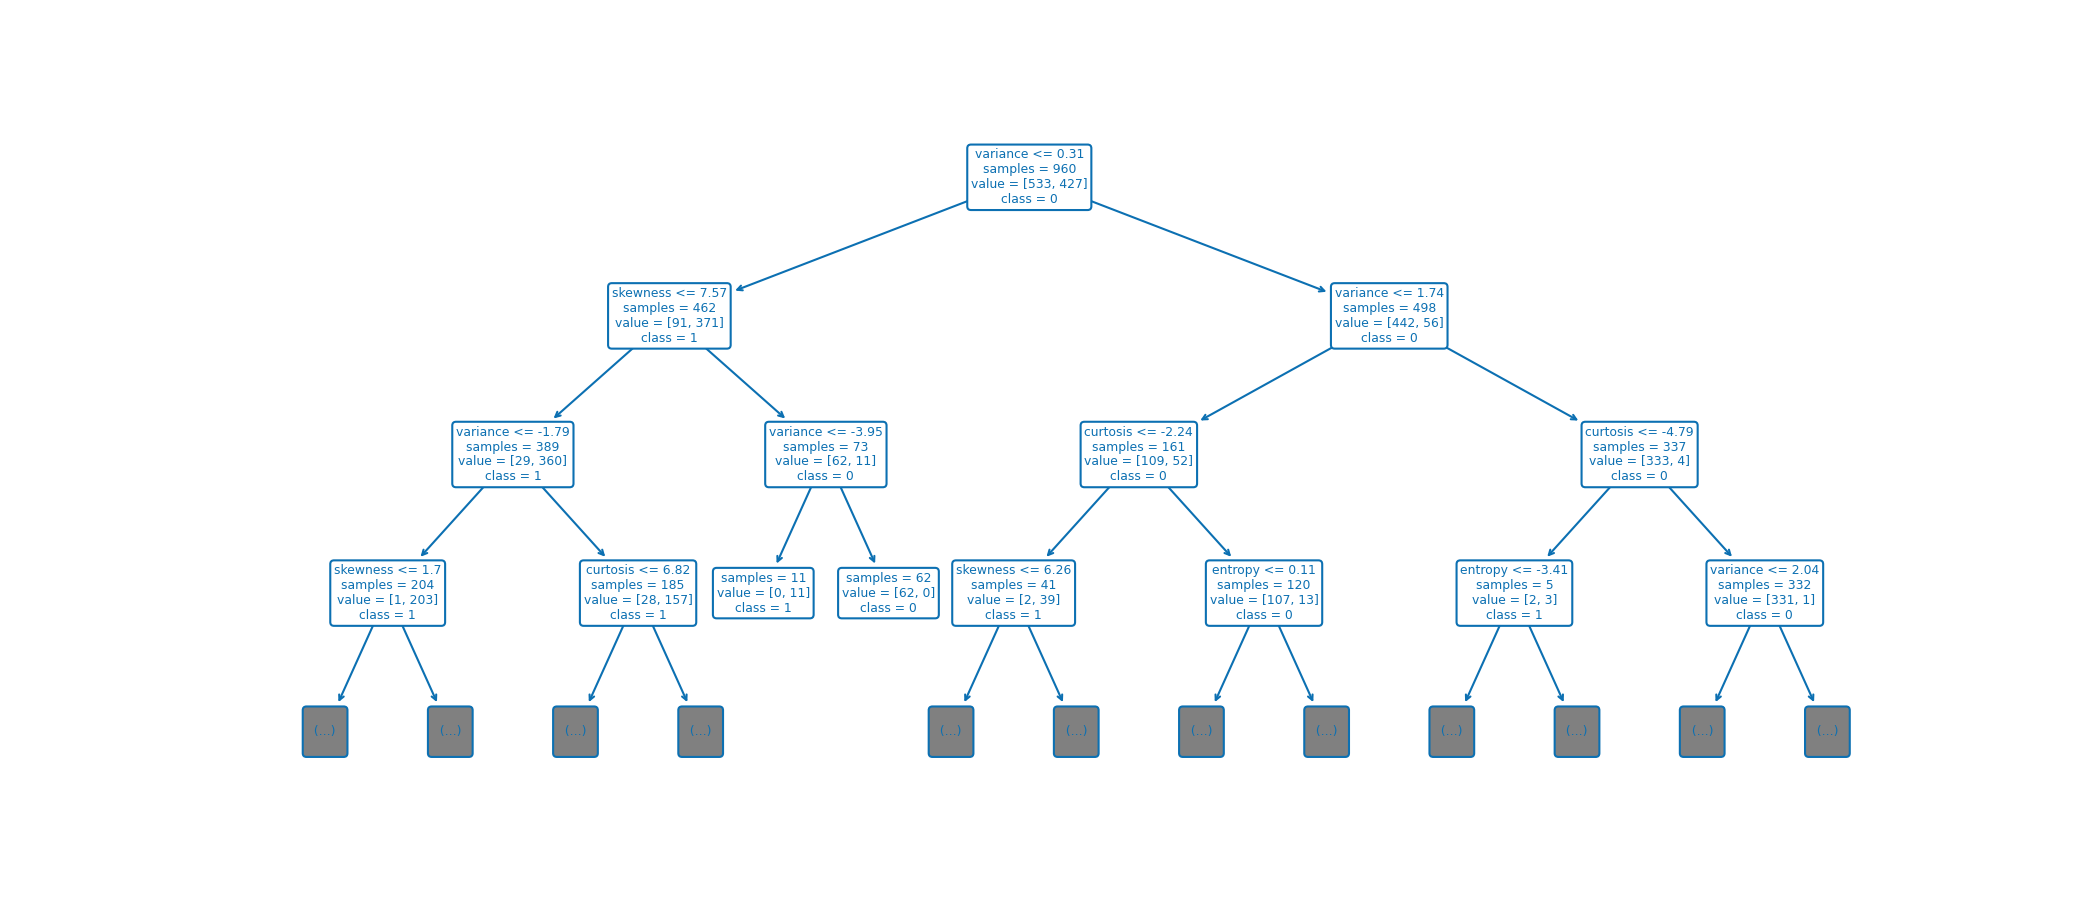 variance <= 0.31
samples = 960
value = [533, 427]
class = 0
skewness <= 7.57
samples = 462
value = [91, 371]
class = 1
variance <= 1.74
samples = 498
value = [442, 56]
class = 0
variance <= -1.79
samples = 389
value = [29, 360]
class = 1
variance <= -3.95
samples = 73
value = [62, 11]
class = 0
curtosis <= -2.24
samples = 161
value = [109, 52]
class = 0
curtosis <= -4.79
samples = 337
value = [333, 4]
class = 0
skewness <= 1.7
samples = 204
value = [1, 203]
class = 1
curtosis <= 6.82
samples = 185
value = [28, 157]
class = 1
samples = 11
value = [0, 11]
class = 1
samples = 62
value = [62, 0]
class = 0
skewness <= 6.26
samples = 41
value = [2, 39]
class = 1
entropy <= 0.11
samples = 120
value = [107, 13]
class = 0
entropy <= -3.41
samples = 5
value = [2, 3]
class = 1
variance <= 2.04
samples = 332
value = [331, 1]
class = 0
(...)
(...)
(...)
(...)
(...)
(...)
(...)
(...)
(...)
(...)
(...)
(...)